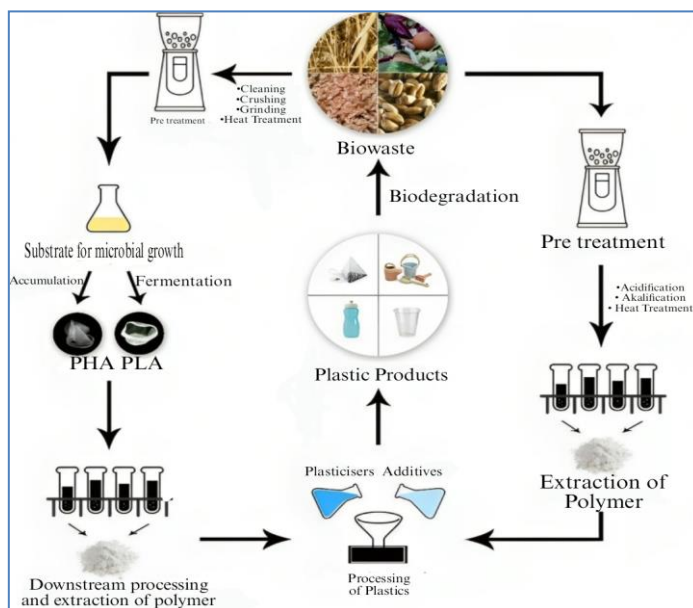 •Cleaning
•Crushing
•Grinding
•Heat Treatment
Pre treatment
Biowaste
Biodegradation
Pre treatment
Substrate for microbial growth
Accumulation
Fermentation
•Acidification
•Akalification
•Heat Treatment
PHA PLA
Plastic Products
Plasticisers Additives
Extraction of
Polymer
Processing
of Plastics
Downstream processing
and extraction of polymer